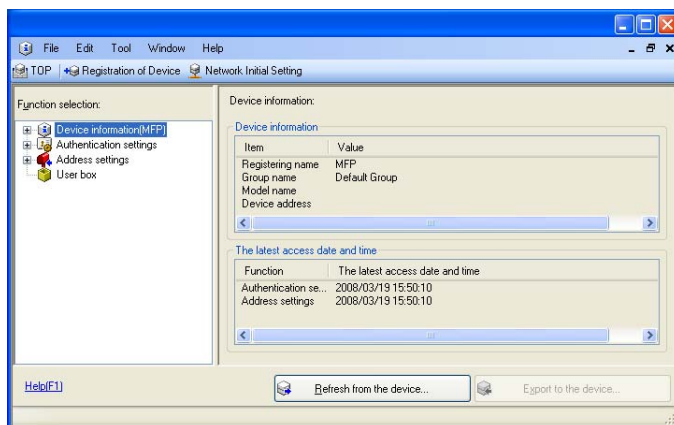 File Edit Tool Window Help
TOP Registration of Device Network Initial Setting
Function selection:
Device information(MFP)
Authentication settings
Address settings
User box
Device information:
Device information
Item Value
Registering name MFP
Group name Default Group
Model name
Device address
The latest access date and time
Function The latest access date and time
Authentication se... 2008/03/19 15:50:10
Address settings 2008/03/19 15:50:10
Help(F1)
Refresh from the device...
Export to the device...